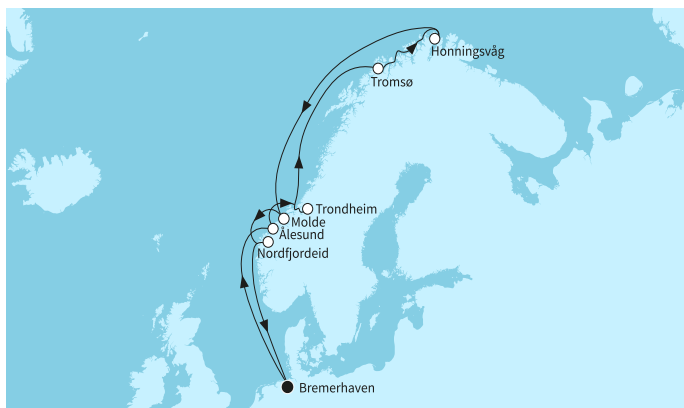 Honningsvåg
Tromsø
Trondheim
Molde
Ålesund
Nordfjordeid
Bremerhaven